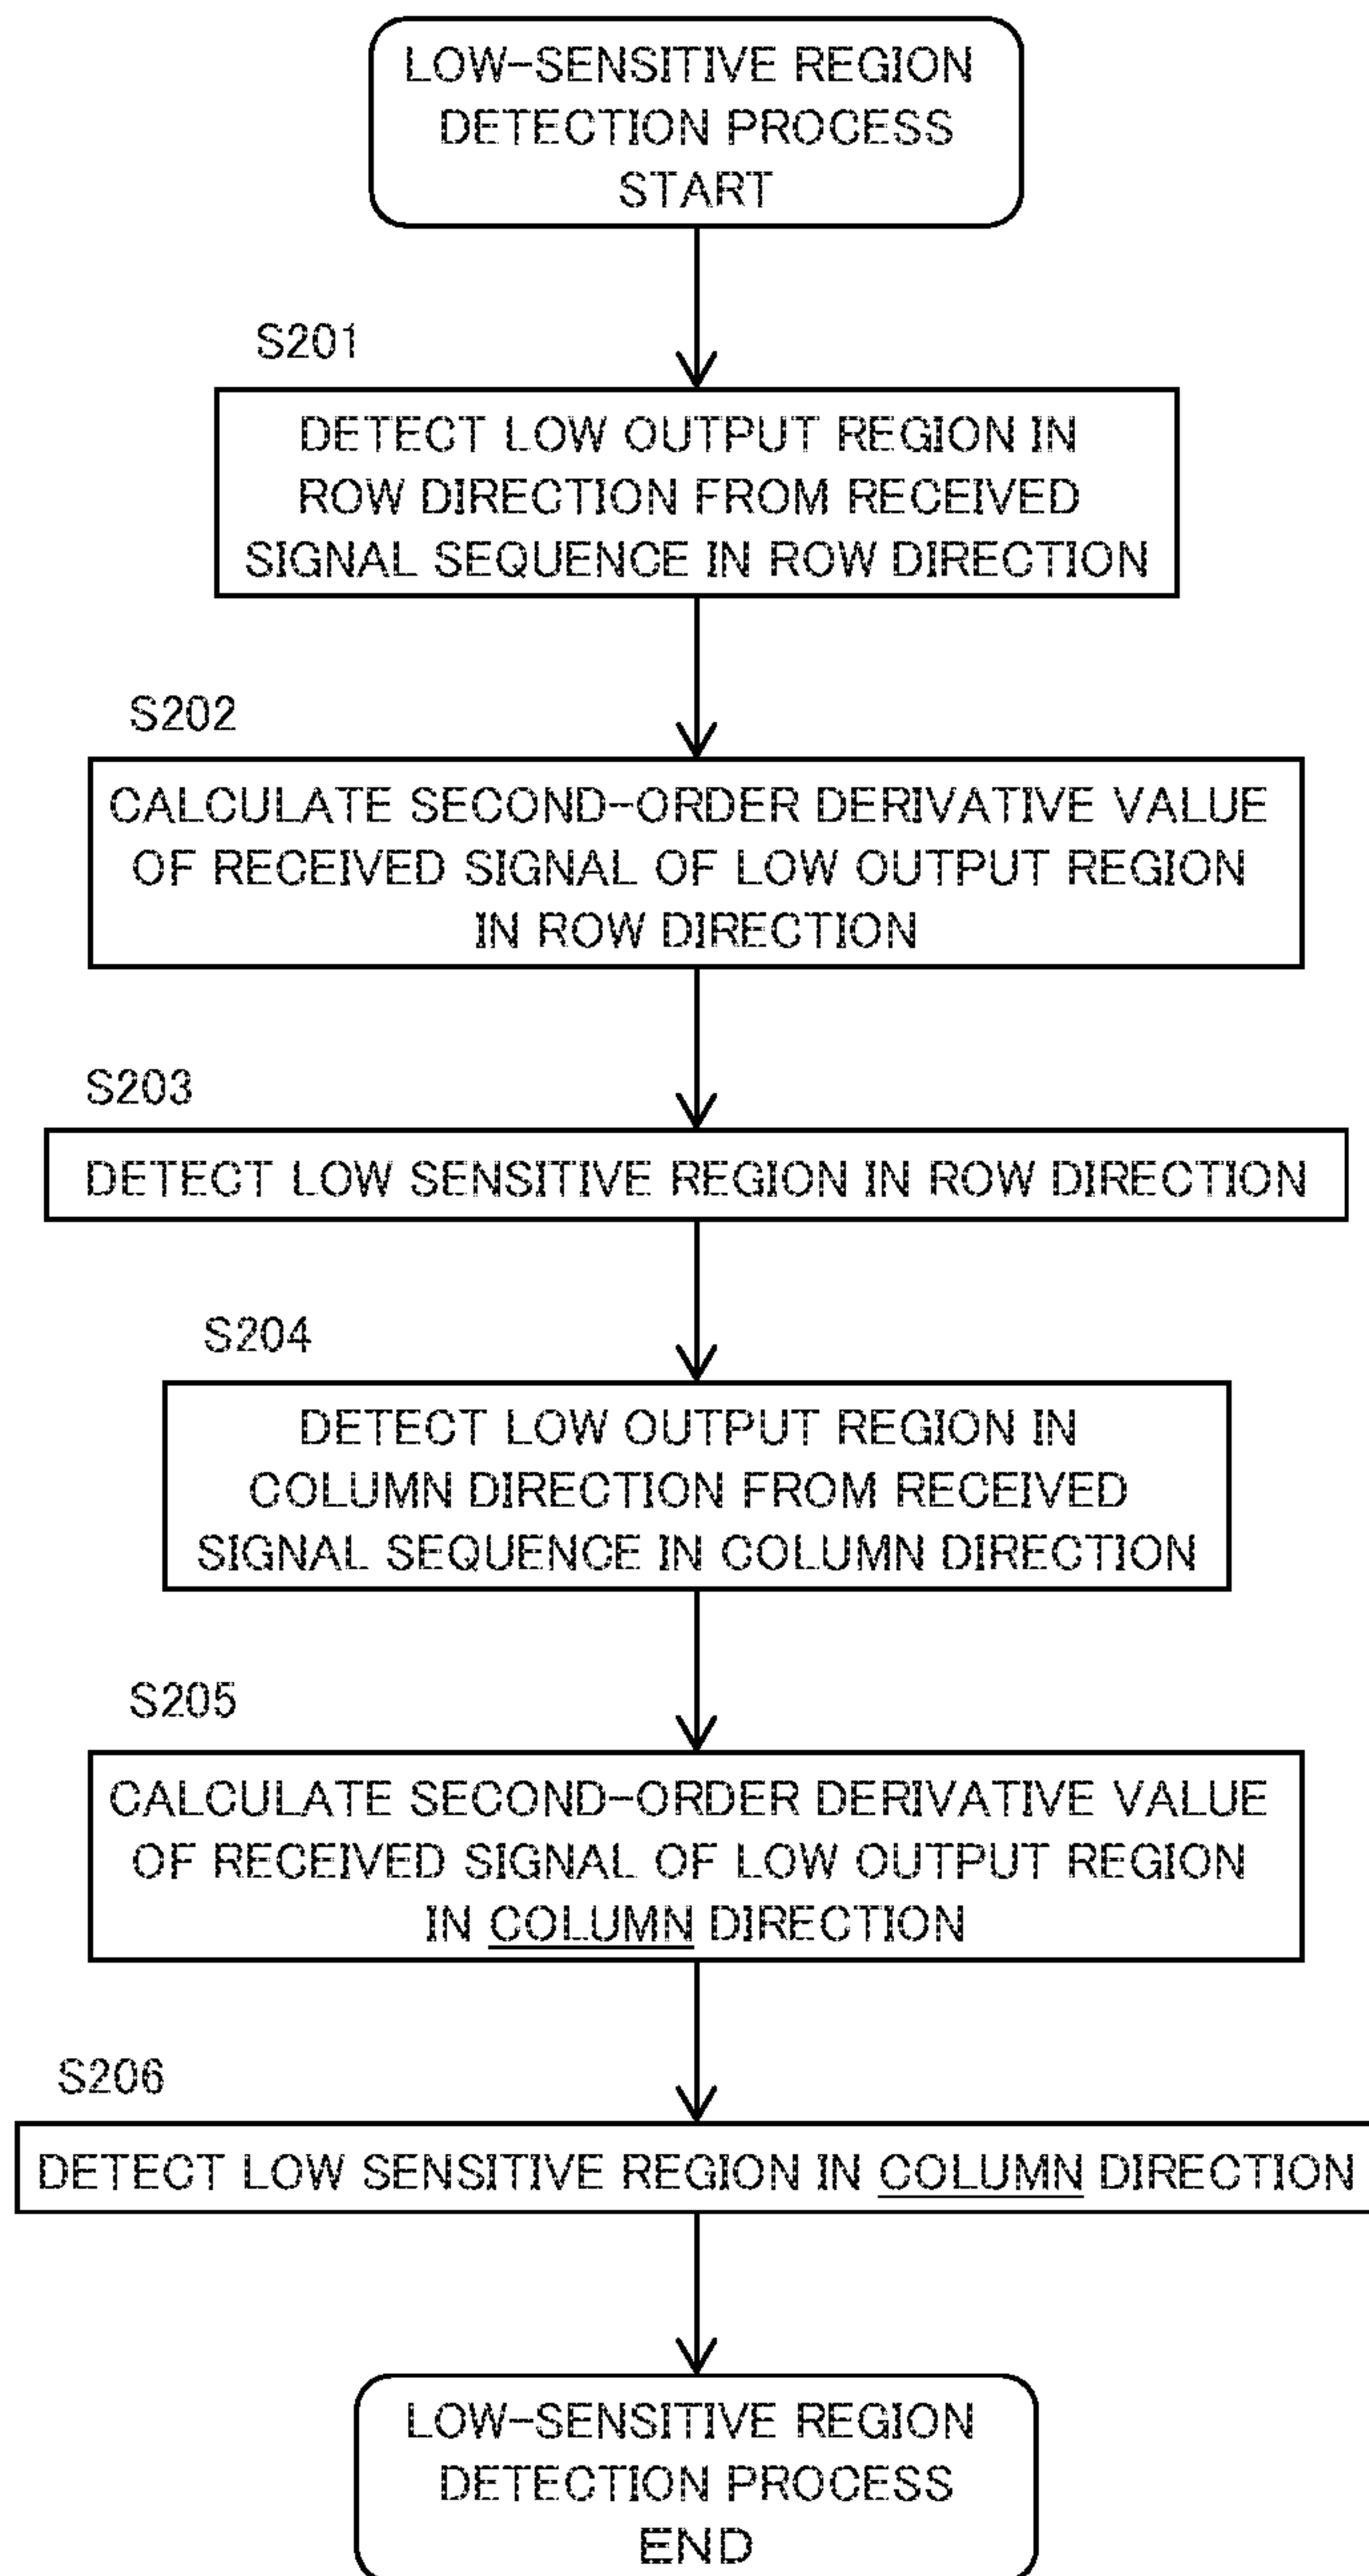 LOW-SENSITIVE REGION
DETECTION PROCESS
START
S201
DETECT LOW OUTPUT REGION IN
ROW DIRECTION FROM RECEIVED
SIGNAL SEQUENCE IN ROW DIRECTION
S202
CALCULATE SECOND-ORDER DERIVATIVE VALUE
OF RECEIVED SIGNAL OF LOW OUTPUT REGION
IN ROW DIRECTION
S203
DETECT LOW SENSITIVE REGION IN ROW DIRECTION
S204
DETECT LOW OUTPUT REGION IN
COLUMN DIRECTION FROM RECEIVED
SIGNAL SEQUENCE IN COLUMN DIRECTION
S205
CALCULATE SECOND-ORDER DERIVATIVE VALUE
OF RECEIVED SIGNAL OF LOW OUTPUT REGION
IN COLUMN DIRECTION
S206
DETECT LOW SENSITIVE REGION IN COLUMN DIRECTION
LOW-SENSITIVE REGION
DETECTION PROCESS
END